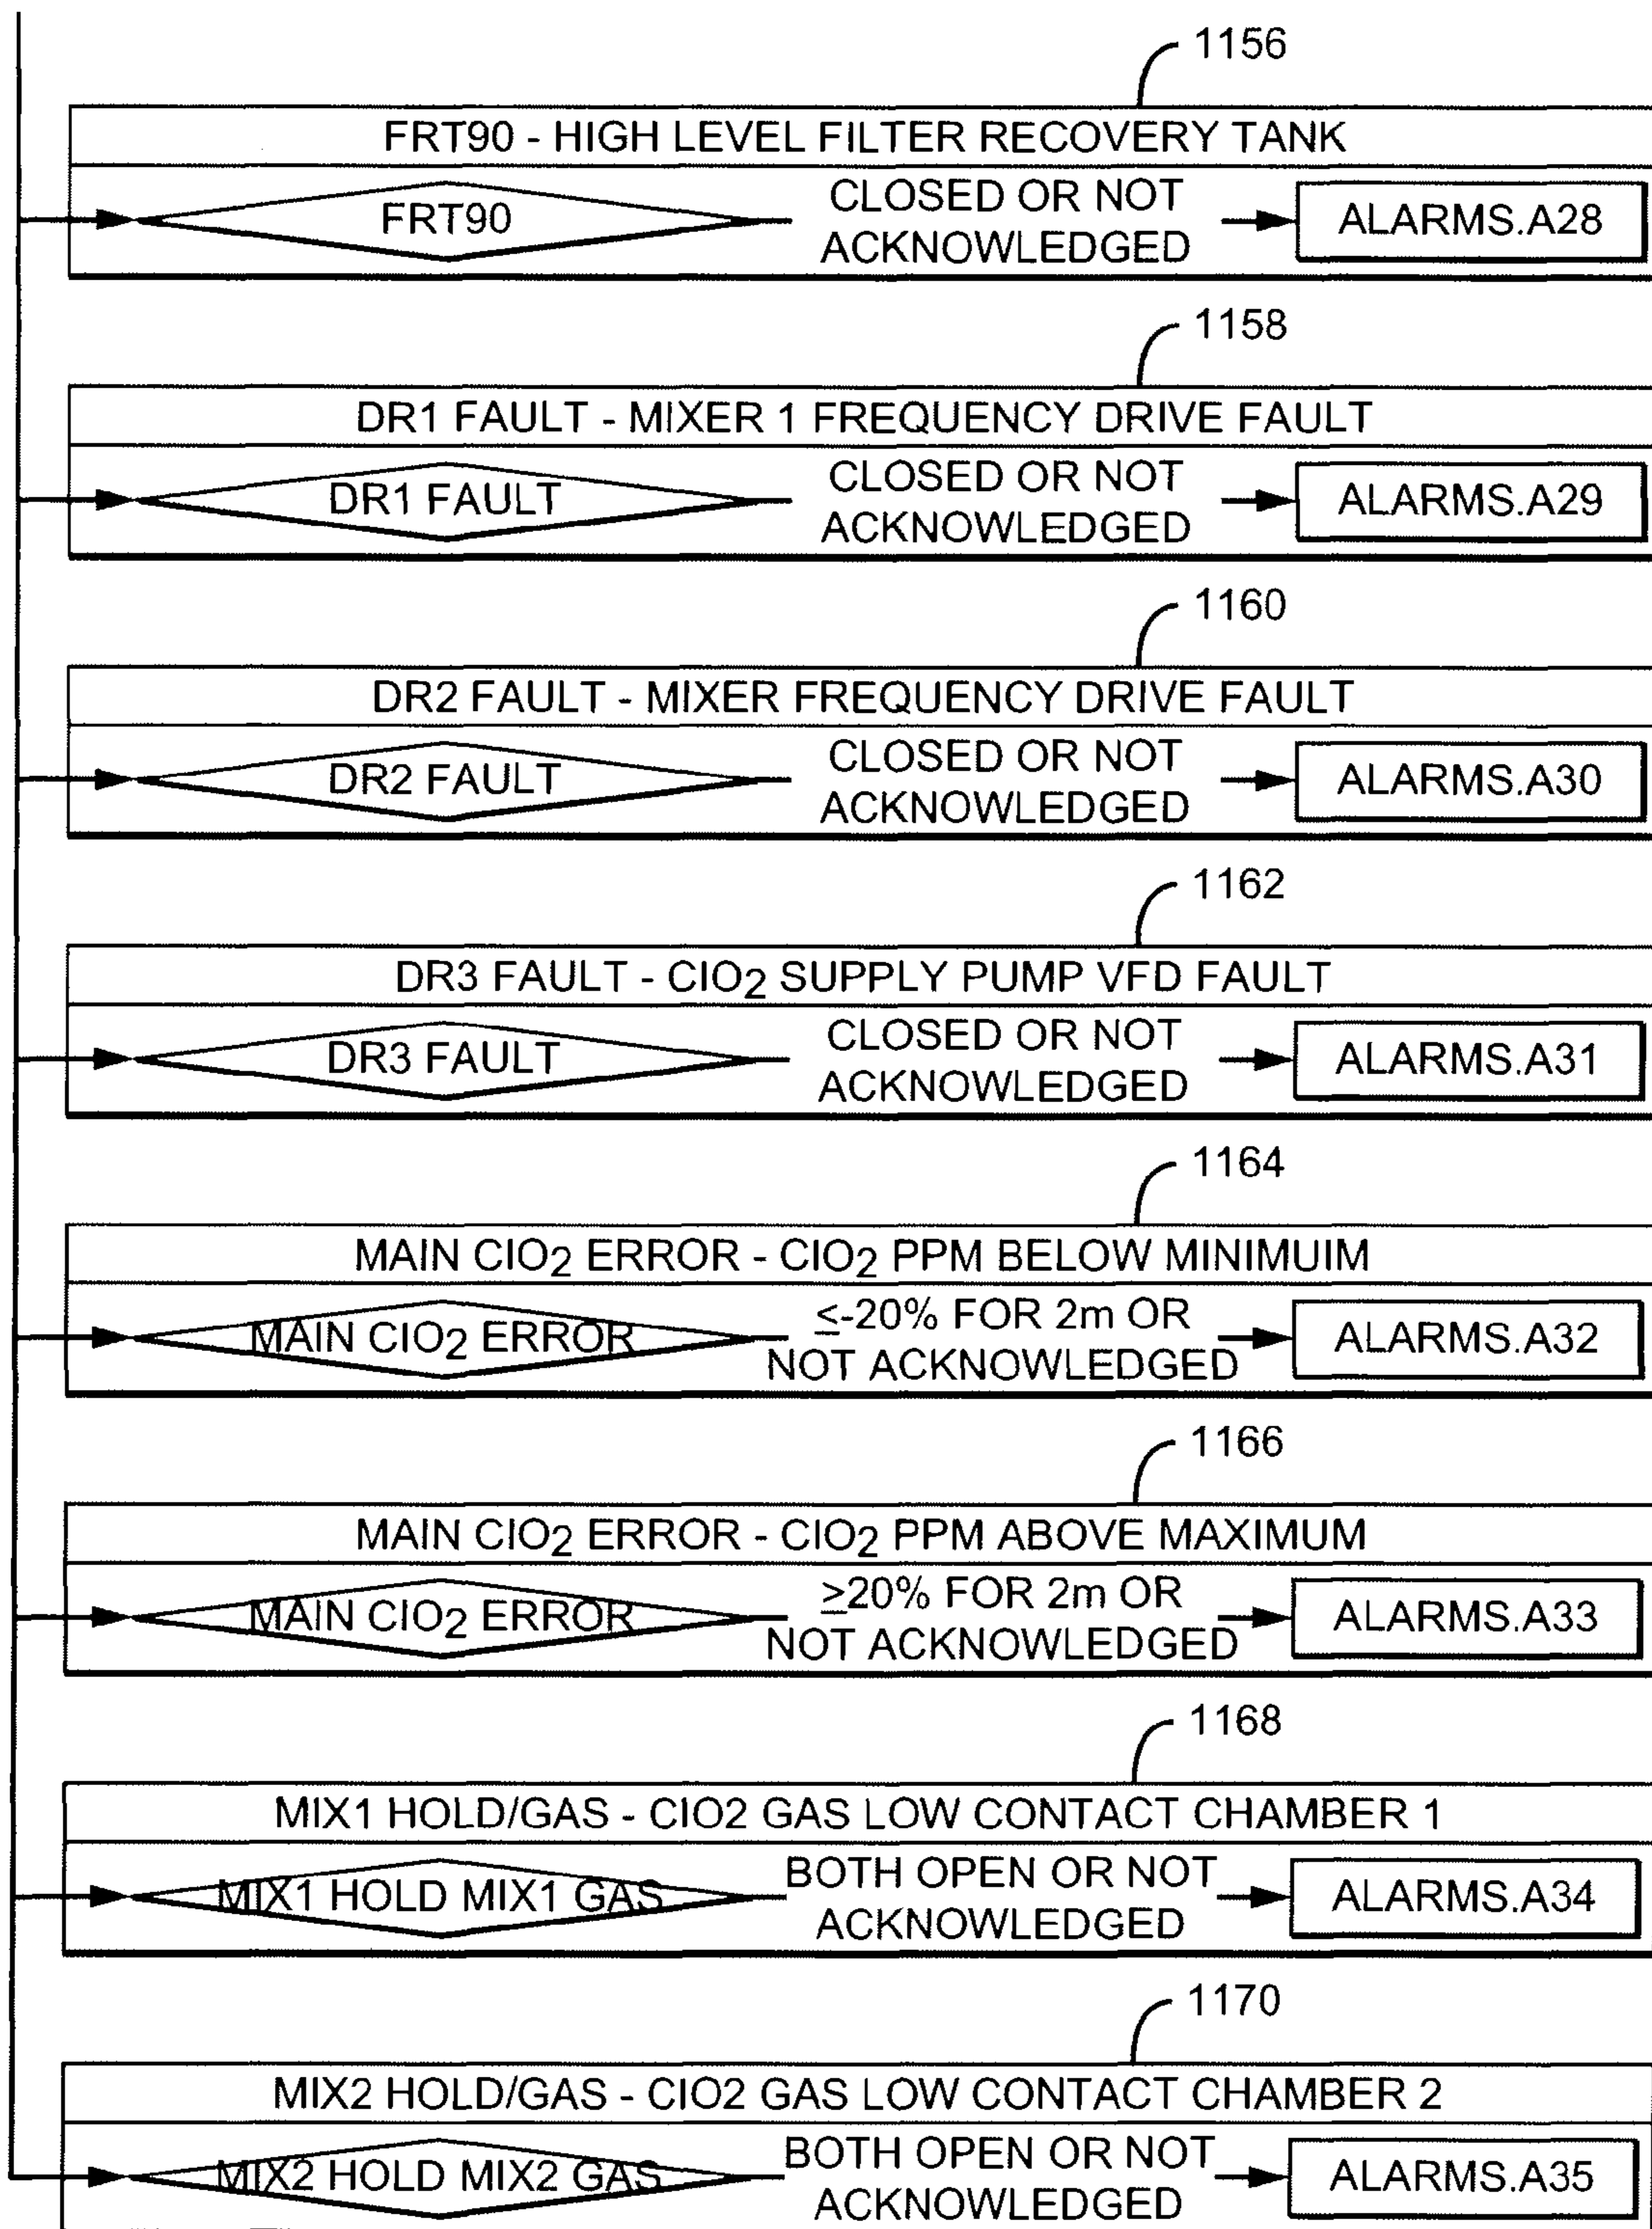 1156
FRT90 - HIGH LEVEL FILTER RECOVERY TANK
FRT90
CLOSED OR NOT
ACKNOWLEDGED
ALARMS.A28
1158
DR1 FAULT - MIXER 1 FREQUENCY DRIVE FAULT
DR1 FAULT
CLOSED OR NOT
ACKNOWLEDGED
ALARMS.A29
1160
DR2 FAULT - MIXER FREQUENCY DRIVE FAULT
DR2 FAULT
CLOSED OR NOT
ACKNOWLEDGED
ALARMS.A30
1162
DR3 FAULT - ClO₂ SUPPLY PUMP VFD FAULT
DR3 FAULT
CLOSED OR NOT
ACKNOWLEDGED
ALARMS.A31
1164
MAIN ClO₂ ERROR - ClO₂ PPM BELOW MINIMUIM
MAIN ClO₂ ERROR
≤-20% FOR 2m OR
NOT ACKNOWLEDGED
ALARMS.A32
1166
MAIN ClO₂ ERROR - ClO₂ PPM ABOVE MAXIMUM
MAIN ClO₂ ERROR
≥20% FOR 2m OR
NOT ACKNOWLEDGED
ALARMS.A33
1168
MIX1 HOLD/GAS - ClO2 GAS LOW CONTACT CHAMBER 1
MIX1 HOLD MIX1 GAS
BOTH OPEN OR NOT
ACKNOWLEDGED
ALARMS.A34
1170
MIX2 HOLD/GAS - ClO2 GAS LOW CONTACT CHAMBER 2
MIX2 HOLD MIX2 GAS
BOTH OPEN OR NOT
ACKNOWLEDGED
ALARMS.A35